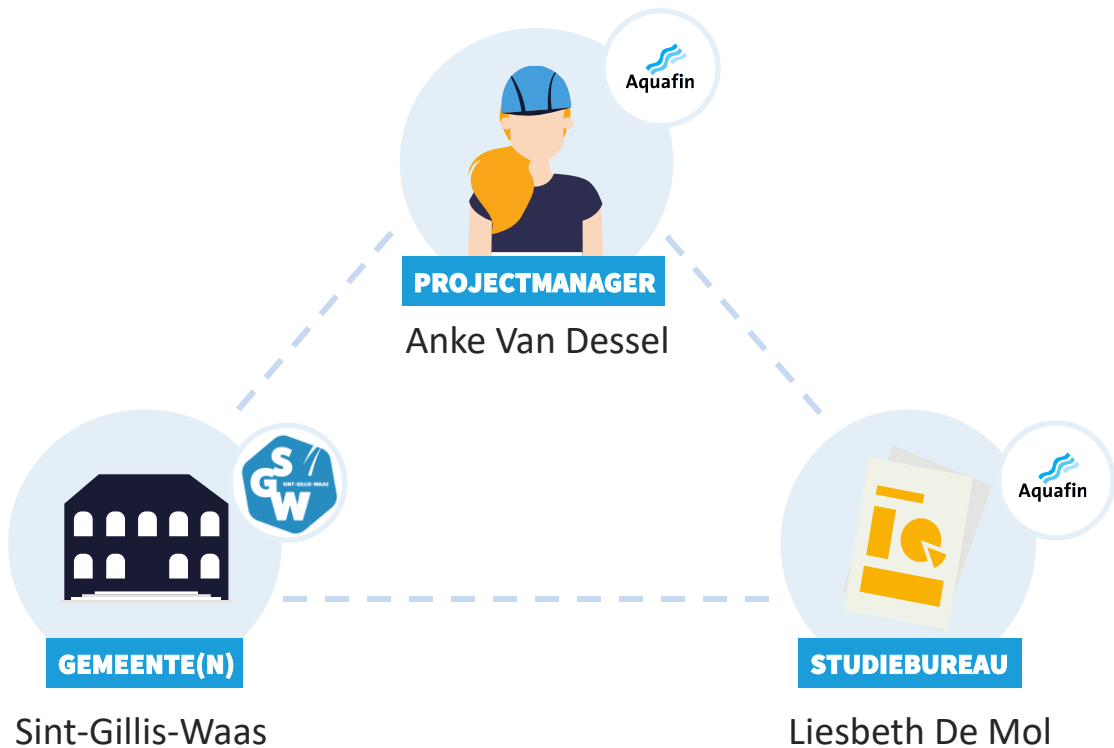 Aquafin
PROJECTMANAGER
Anke Van Dessel
SGW
SINT-GILLIS-WAAS
Aquafin
GEMEENTE(N)
STUDIEBUREAU
Sint-Gillis-Waas
Liesbeth De Mol